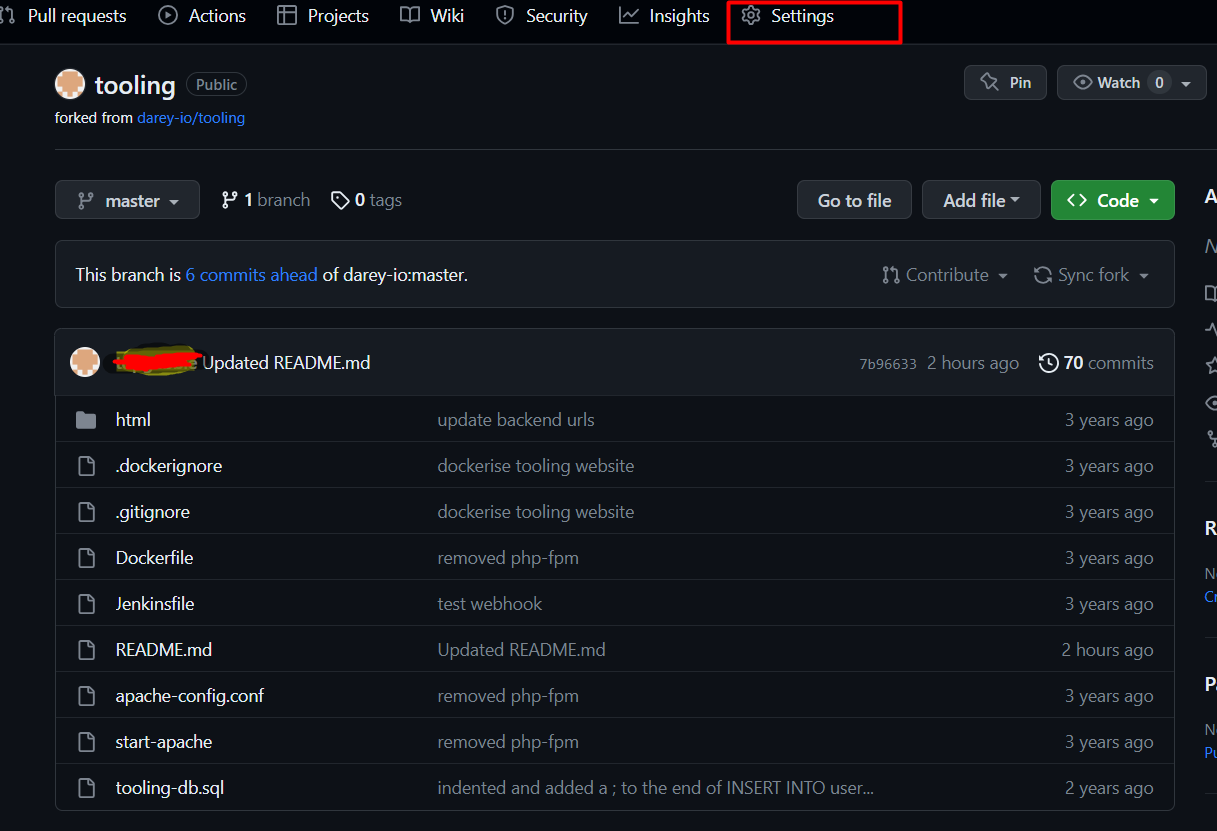 Pull requests Actions Projects Wiki Security Insights Settings
tooling Public Pin Watch 0
forked from darey-io/tooling
master 1 branch 0 tags Go to file Add file Code
This branch is 6 commits ahead of darey-io:master. Contribute Sync fork
Updated README.md 7b96633 2 hours ago 70 commits
html update backend urls 3 years ago
.dockerignore dockerise tooling website 3 years ago
.gitignore dockerise tooling website 3 years ago
Dockerfile removed php-fpm 3 years ago
Jenkinsfile test webhook 3 years ago
README.md Updated README.md 2 hours ago
apache-config.conf removed php-fpm 3 years ago
start-apache removed php-fpm 3 years ago
tooling-db.sql indented and added a ; to the end of INSERT INTO user... 2 years ago